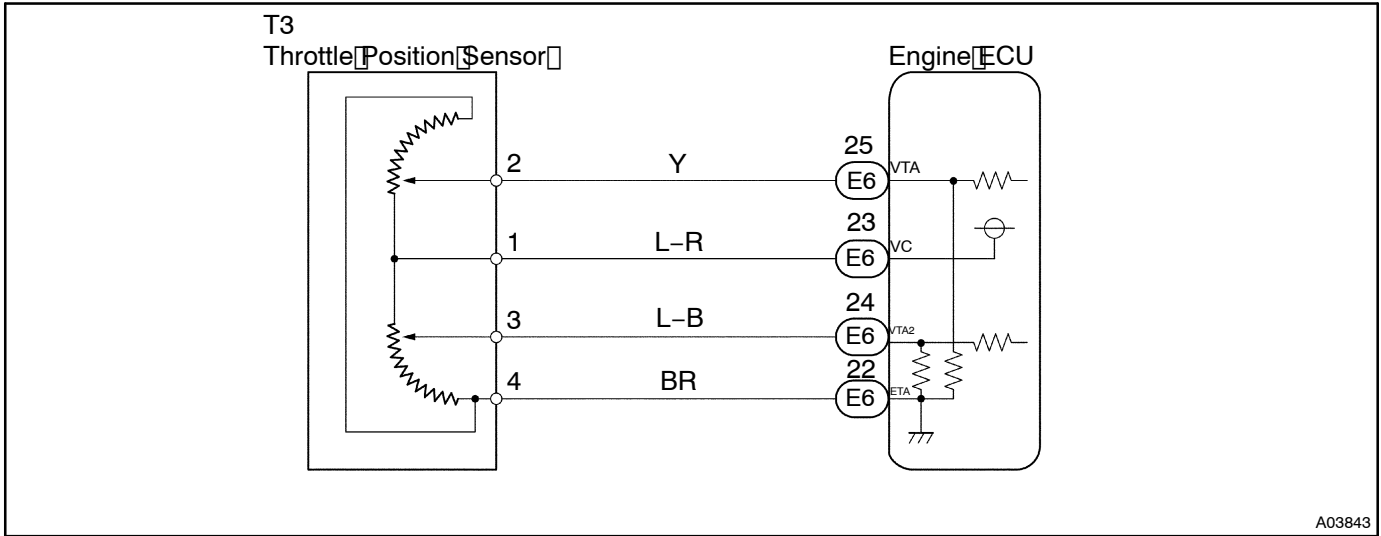 T3
Throttle Position Sensor
Engine ECU
2
Y
25
E6
VTA
1
L–R
23
E6
VC
3
L–B
24
E6
VTA2
4
BR
22
E6
ETA
A03843